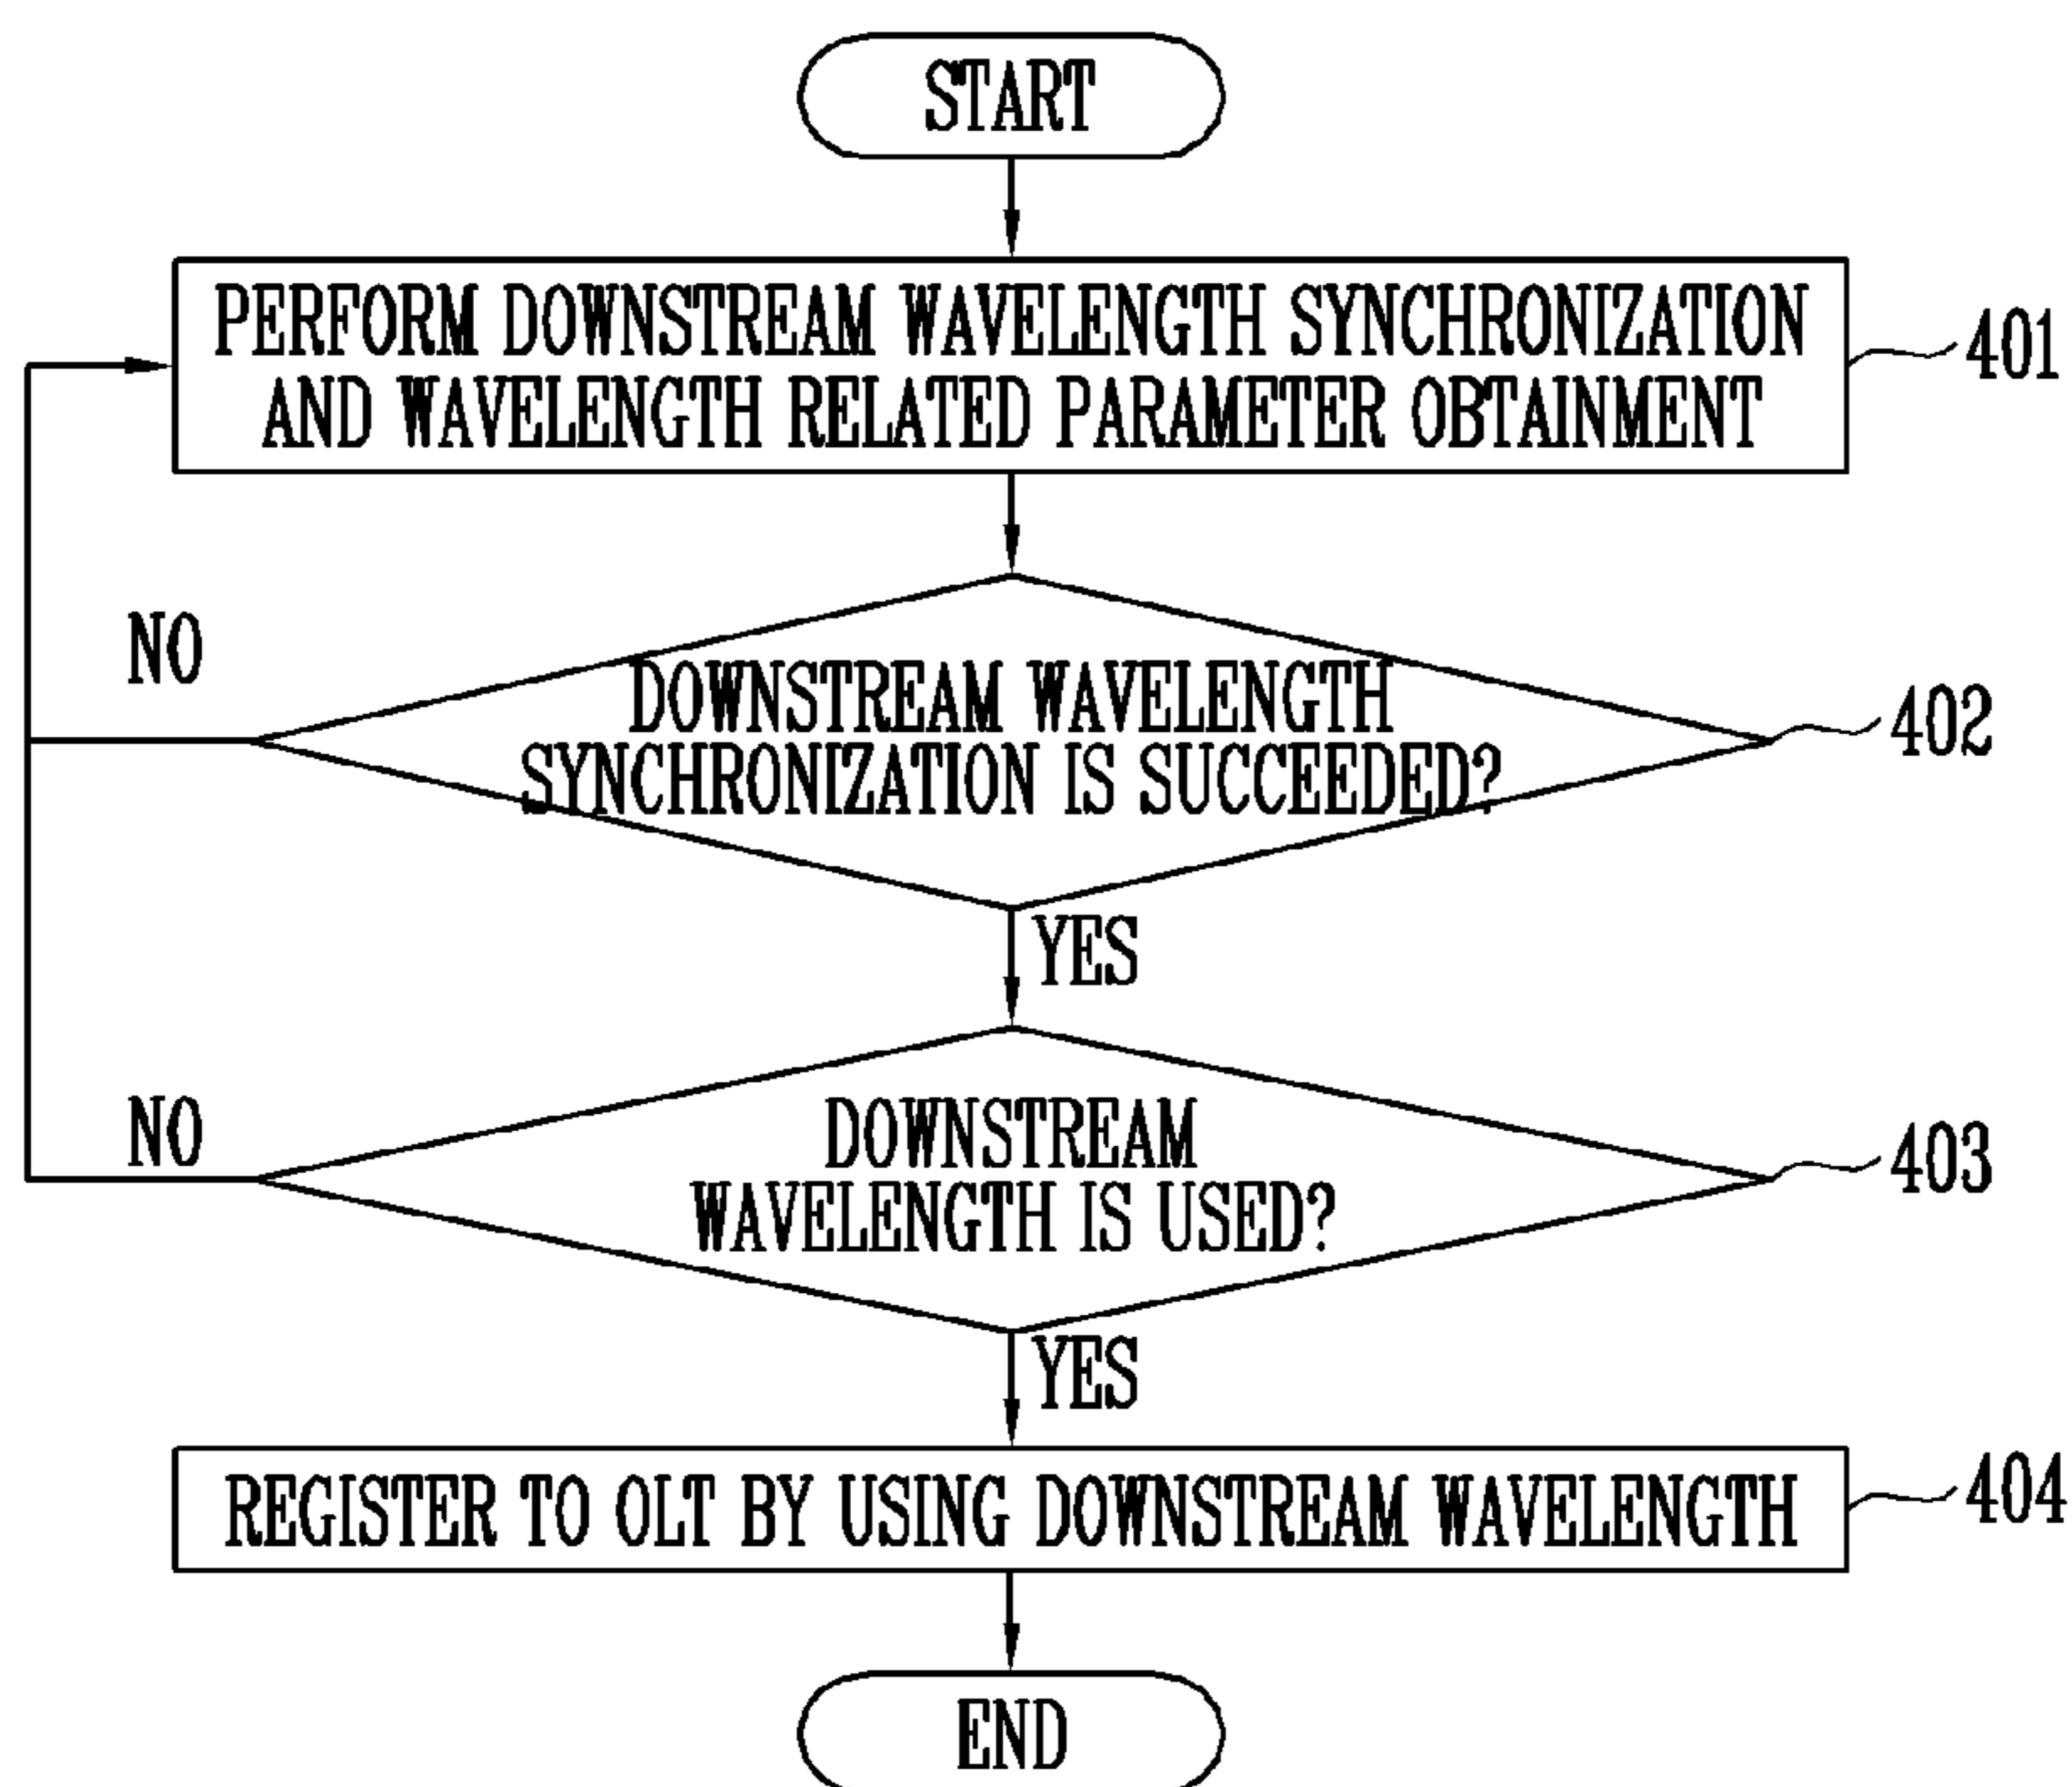 START
PERFORM DOWNSTREAM WAVELENGTH SYNCHRONIZATION
AND WAVELENGTH RELATED PARAMETER OBTAINMENT
401
NO
DOWNSTREAM WAVELENGTH
SYNCHRONIZATION IS SUCCEEDED?
402
YES
NO
DOWNSTREAM
WAVELENGTH IS USED?
403
YES
REGISTER TO OLT BY USING DOWNSTREAM WAVELENGTH
404
END